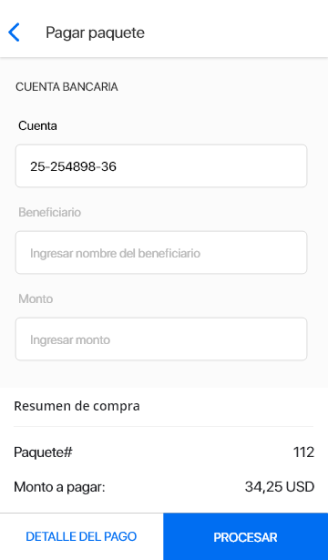 Pagar paquete
CUENTA BANCARIA
Cuenta
25-254898-36
Beneficiario
Ingresar nombre del beneficiario
Monto
Ingresar monto
Resumen de compra
Paquete# 112
Monto a pagar: 34,25 USD
DETALLE DEL PAGO PROCESAR